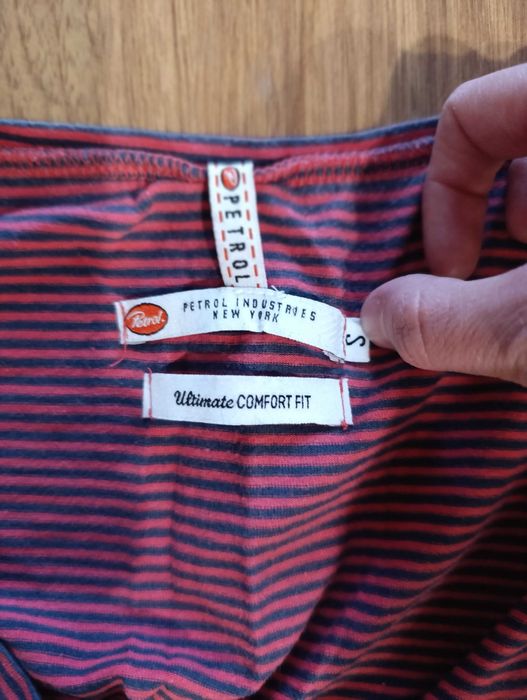 PETROL
Petrol.
PETROL INDUSTRIES
NEW YORK
S
Ultimate COMFORT FIT